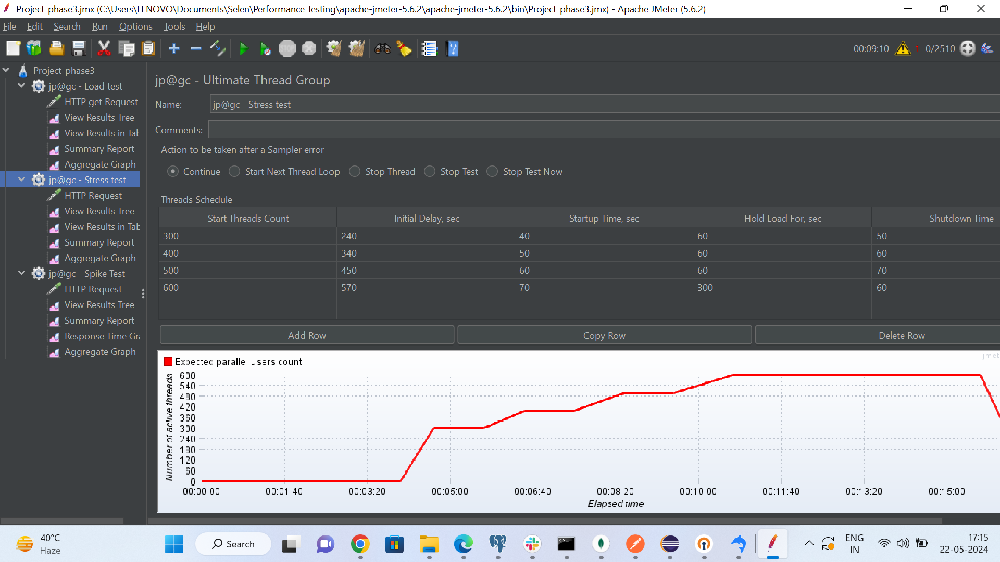 Project_phase3.jmx (C:\Users\LENOVO\Documents\Selen\Performance Testing\apache-jmeter-5.6.2\apache-jmeter-5.6.2\bin\Project_phase3.jmx) - Apache JMeter (5.6.2)
File Edit Search Run Options Tools Help
STOP
00:09:10 1 0/2510
Project_phase3
jp@gc - Load test
HTTP get Request
View Results Tree
View Results in Tab
Summary Report
Aggregate Graph
jp@gc - Stress test
HTTP Request
View Results Tree
View Results in Tab
Summary Report
Aggregate Graph
jp@gc - Spike Test
HTTP Request
View Results Tree
Summary Report
Response Time Gra
Aggregate Graph
jp@gc - Ultimate Thread Group
Name: jp@gc - Stress test
Comments:
Action to be taken after a Sampler error
Continue Start Next Thread Loop Stop Thread Stop Test Stop Test Now
Threads Schedule
Start Threads Count Initial Delay, sec Startup Time, sec Hold Load For, sec Shutdown Time
300 240 40 60 50
400 340 50 60 60
500 450 60 60 70
600 570 70 300 60
Add Row Copy Row Delete Row
Expected parallel users count
jmet
Number of active threads
600
540
480
420
360
300
240
180
120
60
0
00:00:00 00:01:40 00:03:20 00:05:00 00:06:40 00:08:20 00:10:00 00:11:40 00:13:20 00:15:00
Elapsed time
40°C
Haze
Search
ENG
IN
17:15
22-05-2024